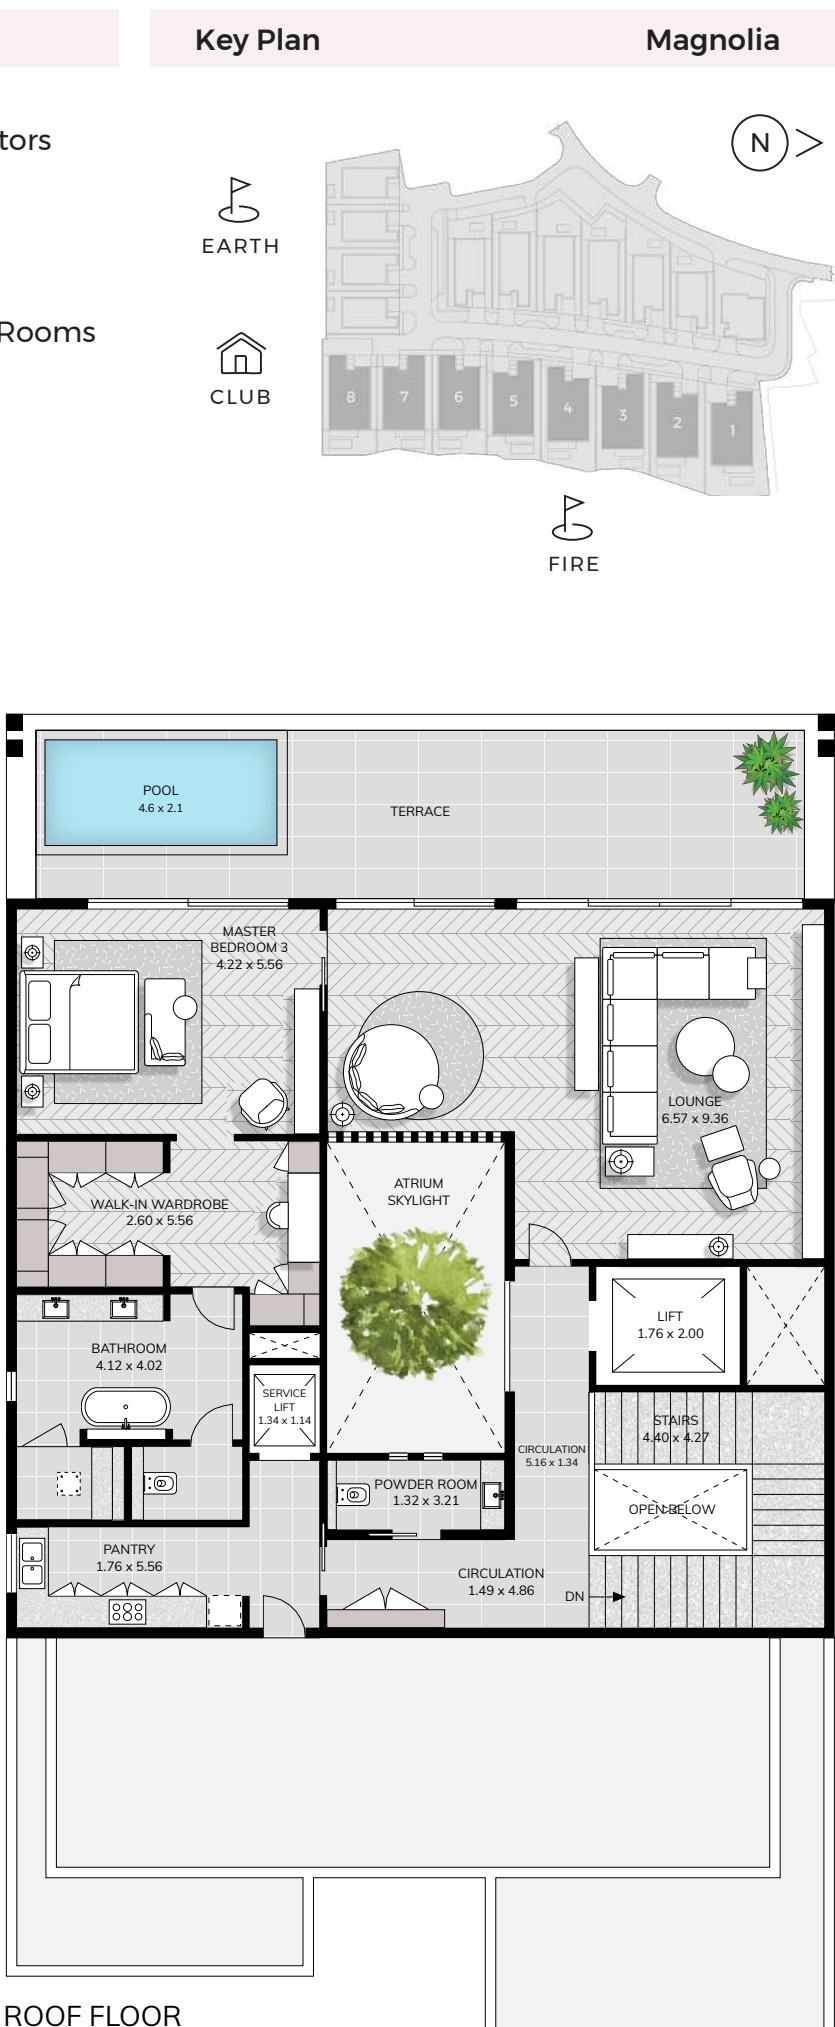 Key Plan
Magnolia
tors
N
EARTH
Rooms
CLUB
8
7
6
5
4
3
2
1
FIRE
POOL
4.6 x 2.1
TERRACE
MASTER
BEDROOM 3
4.22 x 5.56
LOUNGE
6.57 x 9.36
ATRIUM
SKYLIGHT
WALK-IN WARDROBE
2.60 x 5.56
LIFT
1.76 x 2.00
BATHROOM
4.12 x 4.02
SERVICE
LIFT
1.34 x 1.14
STAIRS
4.40 x 4.27
CIRCULATION
5.16 x 1.34
POWDER ROOM
1.32 x 3.21
OPEN BELOW
PANTRY
1.76 x 5.56
CIRCULATION
1.49 x 4.86
DN
ROOF FLOOR